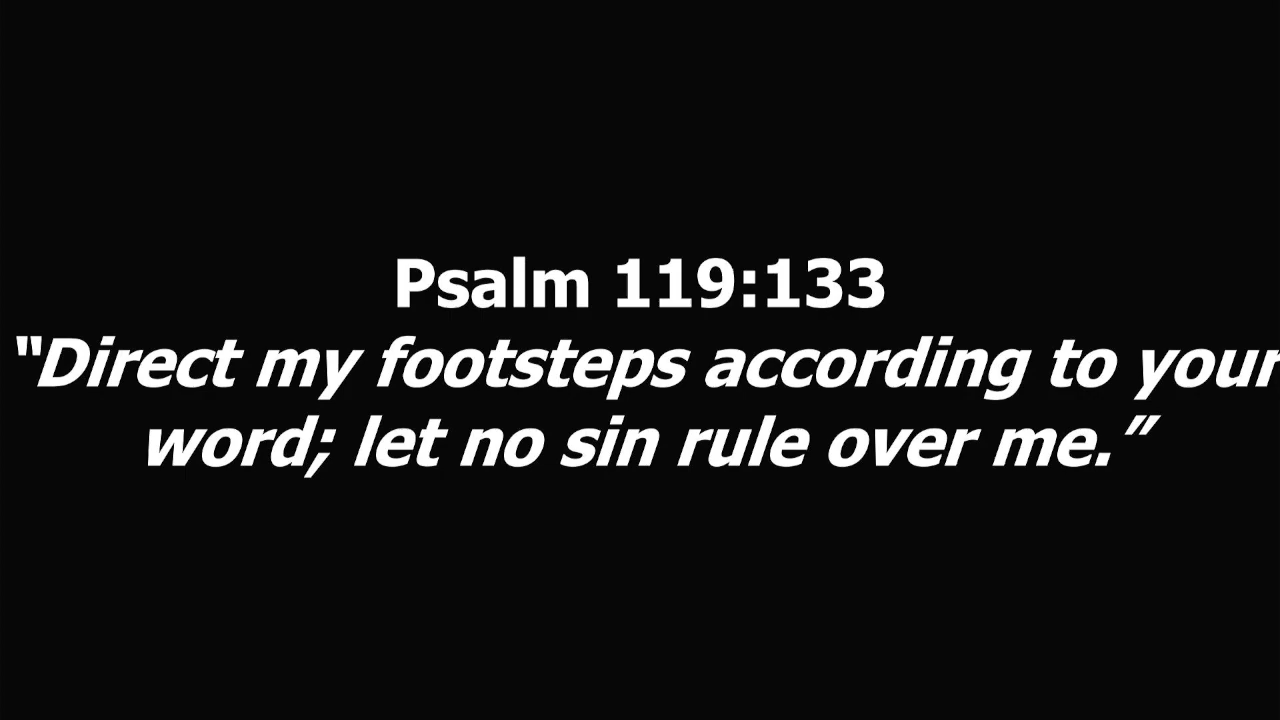 Psalm 119:133
“Direct my footsteps according to your
word; let no sin rule over me.”